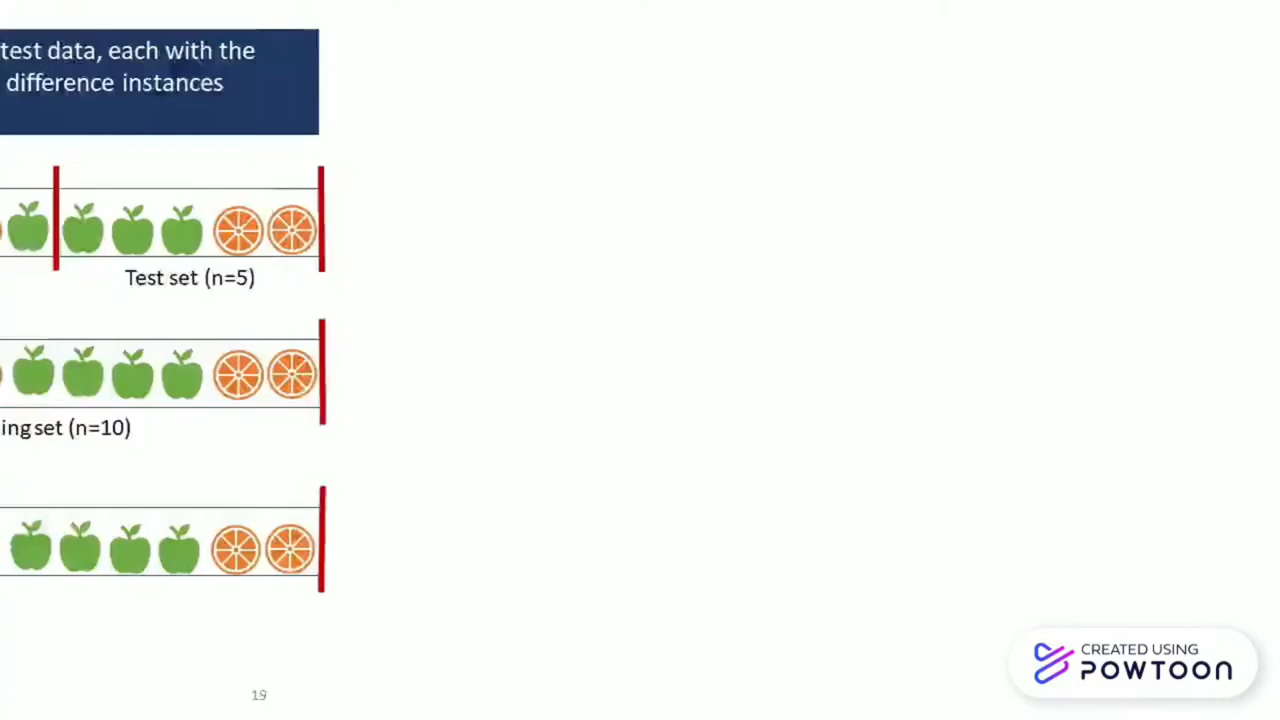 test data, each with the
difference instances
Test set (n=5)
ing set (n=10)
19
CREATED USING
POWTOON